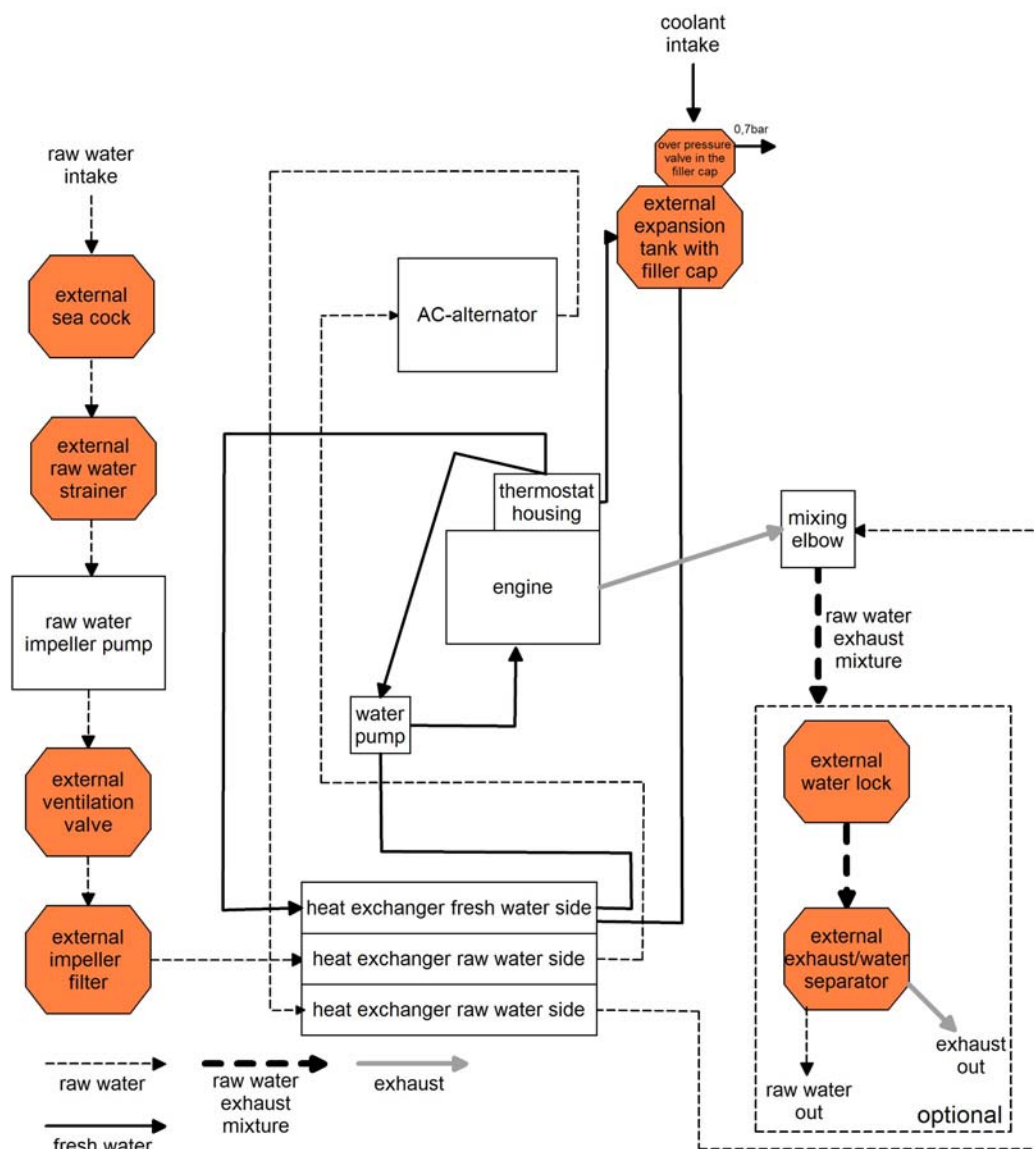 coolant
intake
0,7bar
over pressure
valve in the
filler cap
raw water
intake
external
expansion
tank with
filler cap
external
sea cock
AC-alternator
external
raw water
strainer
thermostat
housing
mixing
elbow
engine
raw water
impeller pump
raw water
exhaust
mixture
water
pump
external
ventilation
valve
external
water lock
heat exchanger fresh water side
external
impeller
filter
heat exchanger raw water side
external
exhaust/water
separator
heat exchanger raw water side
exhaust
out
raw water
out
optional
raw water
raw water
exhaust
mixture
exhaust
fresh water